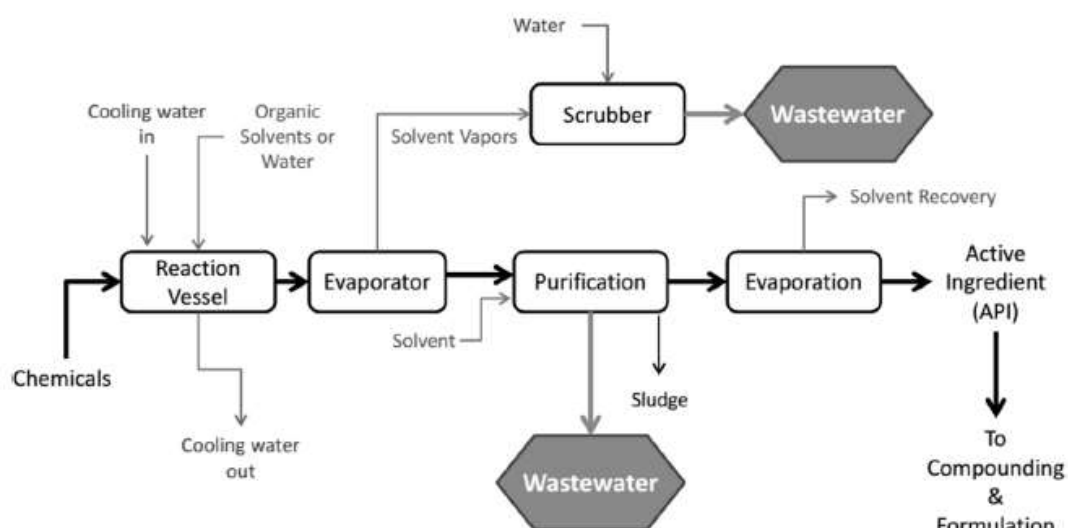 Water
Cooling water
in
Organic
Solvents or
Water
Solvent Vapors
Scrubber
Wastewater
Solvent Recovery
Reaction
Vessel
Evaporator
Purification
Evaporation
Active
Ingredient
(API)
Solvent
Chemicals
Sludge
Cooling water
out
Wastewater
To
Compounding
&
Formulation